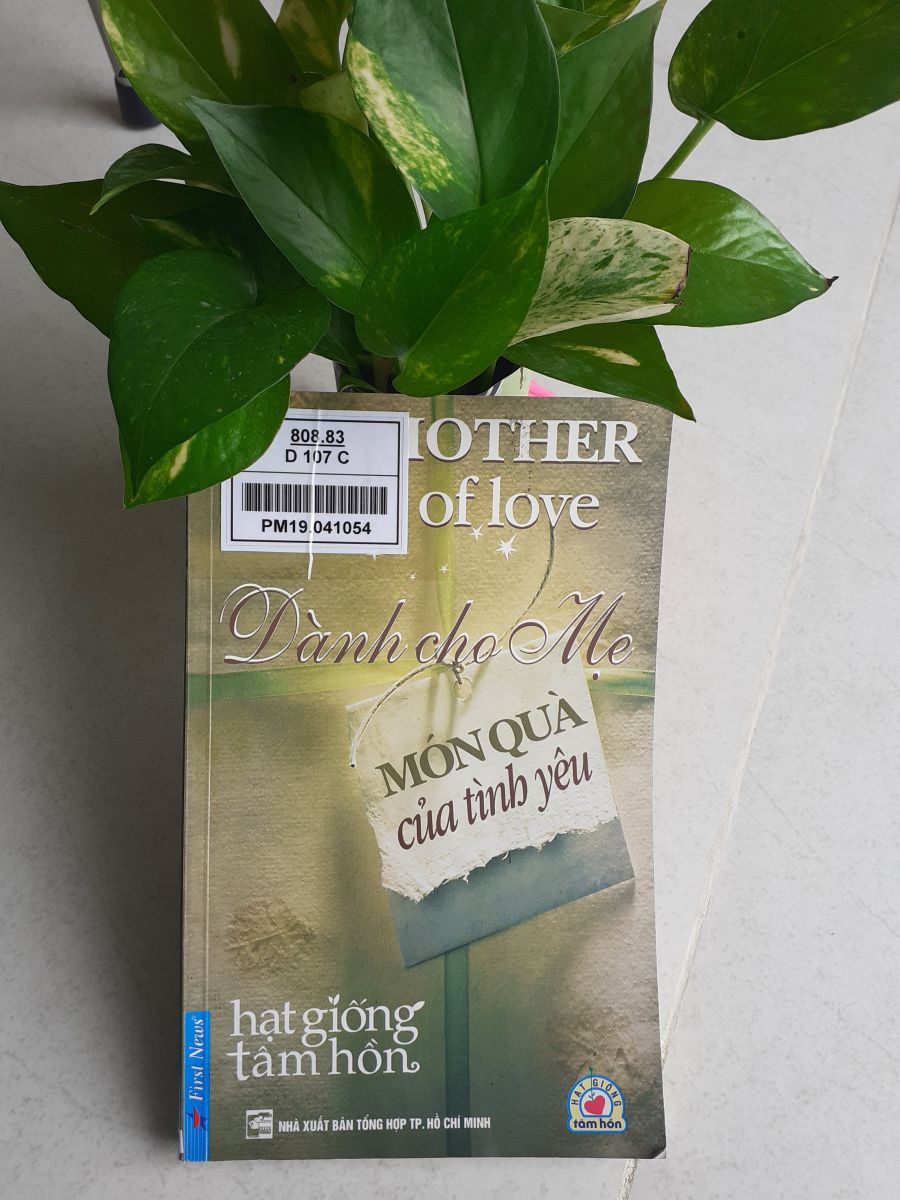 808.83
D 107 C
PM19.041054
MOTHER
of love
Dành cho Mẹ
MÓN QUÀ
của tình yêu
hạt giống
tâm hồn
First News
NHÀ XUẤT BẢN TỔNG HỢP TP. HỒ CHÍ MINH
HẠT GIỐNG
tâm hồn